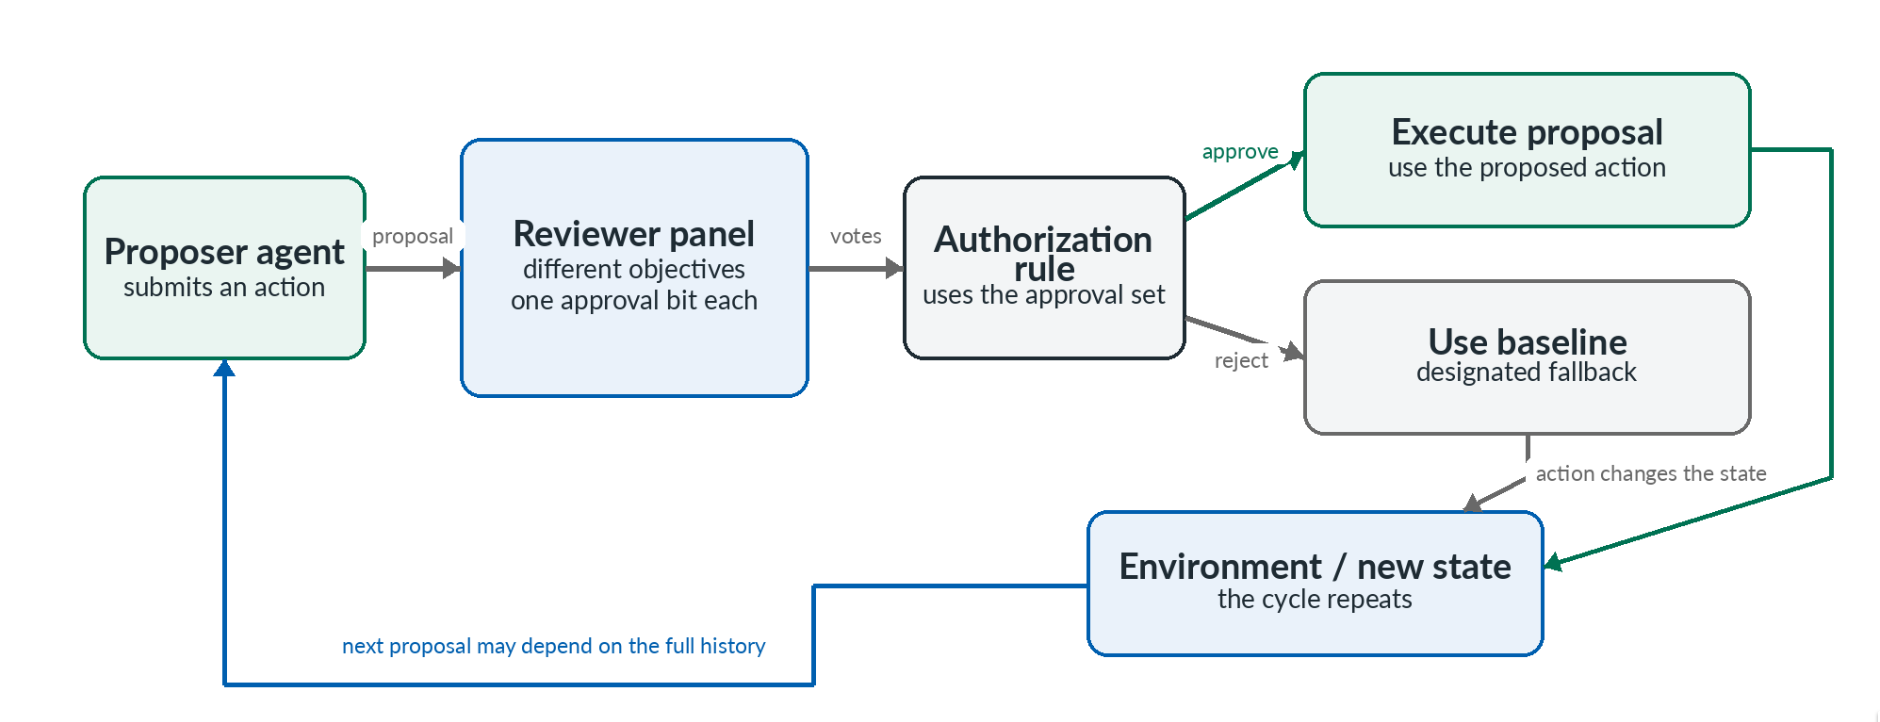 Proposer agent
submits an action
proposal
Reviewer panel
different objectives
one approval bit each
votes
Authorization
rule
uses the approval set
approve
reject
Execute proposal
use the proposed action
Use baseline
designated fallback
action changes the state
Environment / new state
the cycle repeats
next proposal may depend on the full history